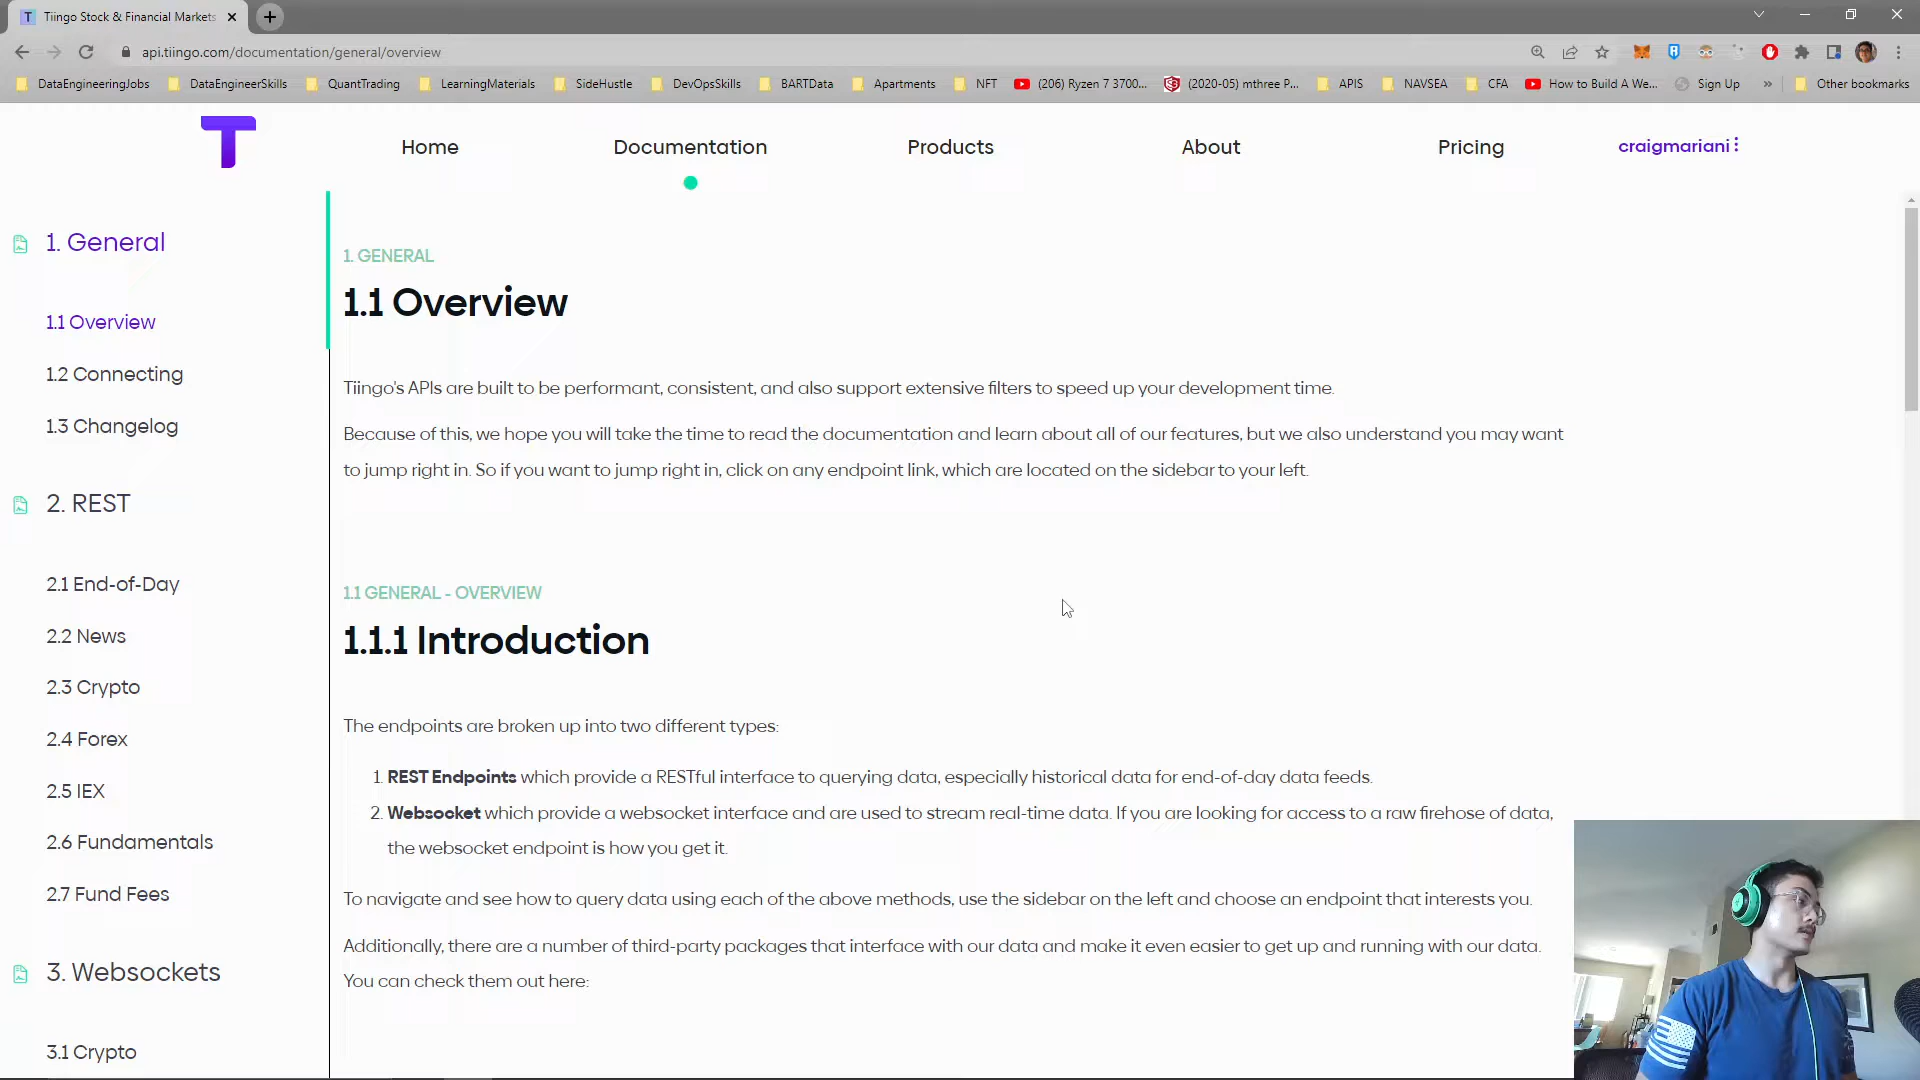 Tiingo Stock & Financial Markets
api.tiingo.com/documentation/general/overview
DataEngineeringJobs DataEngineerSkills QuantTrading LearningMaterials SideHustle DevOpsSkills BARTData Apartments NFT (206) Ryzen 7 3700... (2020-05) mthree P... APIS NAVSEA CFA How to Build A We... Sign Up » Other bookmarks
T Home Documentation Products About Pricing craigmariani
1. General
1.1 Overview
1.2 Connecting
1.3 Changelog
2. REST
2.1 End-of-Day
2.2 News
2.3 Crypto
2.4 Forex
2.5 IEX
2.6 Fundamentals
2.7 Fund Fees
3. Websockets
3.1 Crypto
1. GENERAL
1.1 Overview
Tiingo's APIs are built to be performant, consistent, and also support extensive filters to speed up your development time.
Because of this, we hope you will take the time to read the documentation and learn about all of our features, but we also understand you may want
to jump right in. So if you want to jump right in, click on any endpoint link, which are located on the sidebar to your left.
1.1 GENERAL - OVERVIEW
1.1.1 Introduction
The endpoints are broken up into two different types:
1. REST Endpoints which provide a RESTful interface to querying data, especially historical data for end-of-day data feeds.
2. Websocket which provide a websocket interface and are used to stream real-time data. If you are looking for access to a raw firehose of data,
the websocket endpoint is how you get it.
To navigate and see how to query data using each of the above methods, use the sidebar on the left and choose an endpoint that interests you.
Additionally, there are a number of third-party packages that interface with our data and make it even easier to get up and running with our data.
You can check them out here: